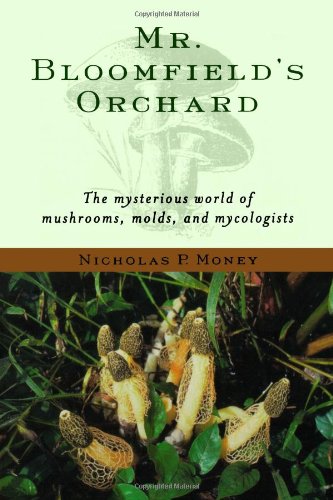 MR.
BLOOMFIELD'S
ORCHARD
The mysterious world of
mushrooms, molds, and mycologists
NICHOLAS P. MONEY